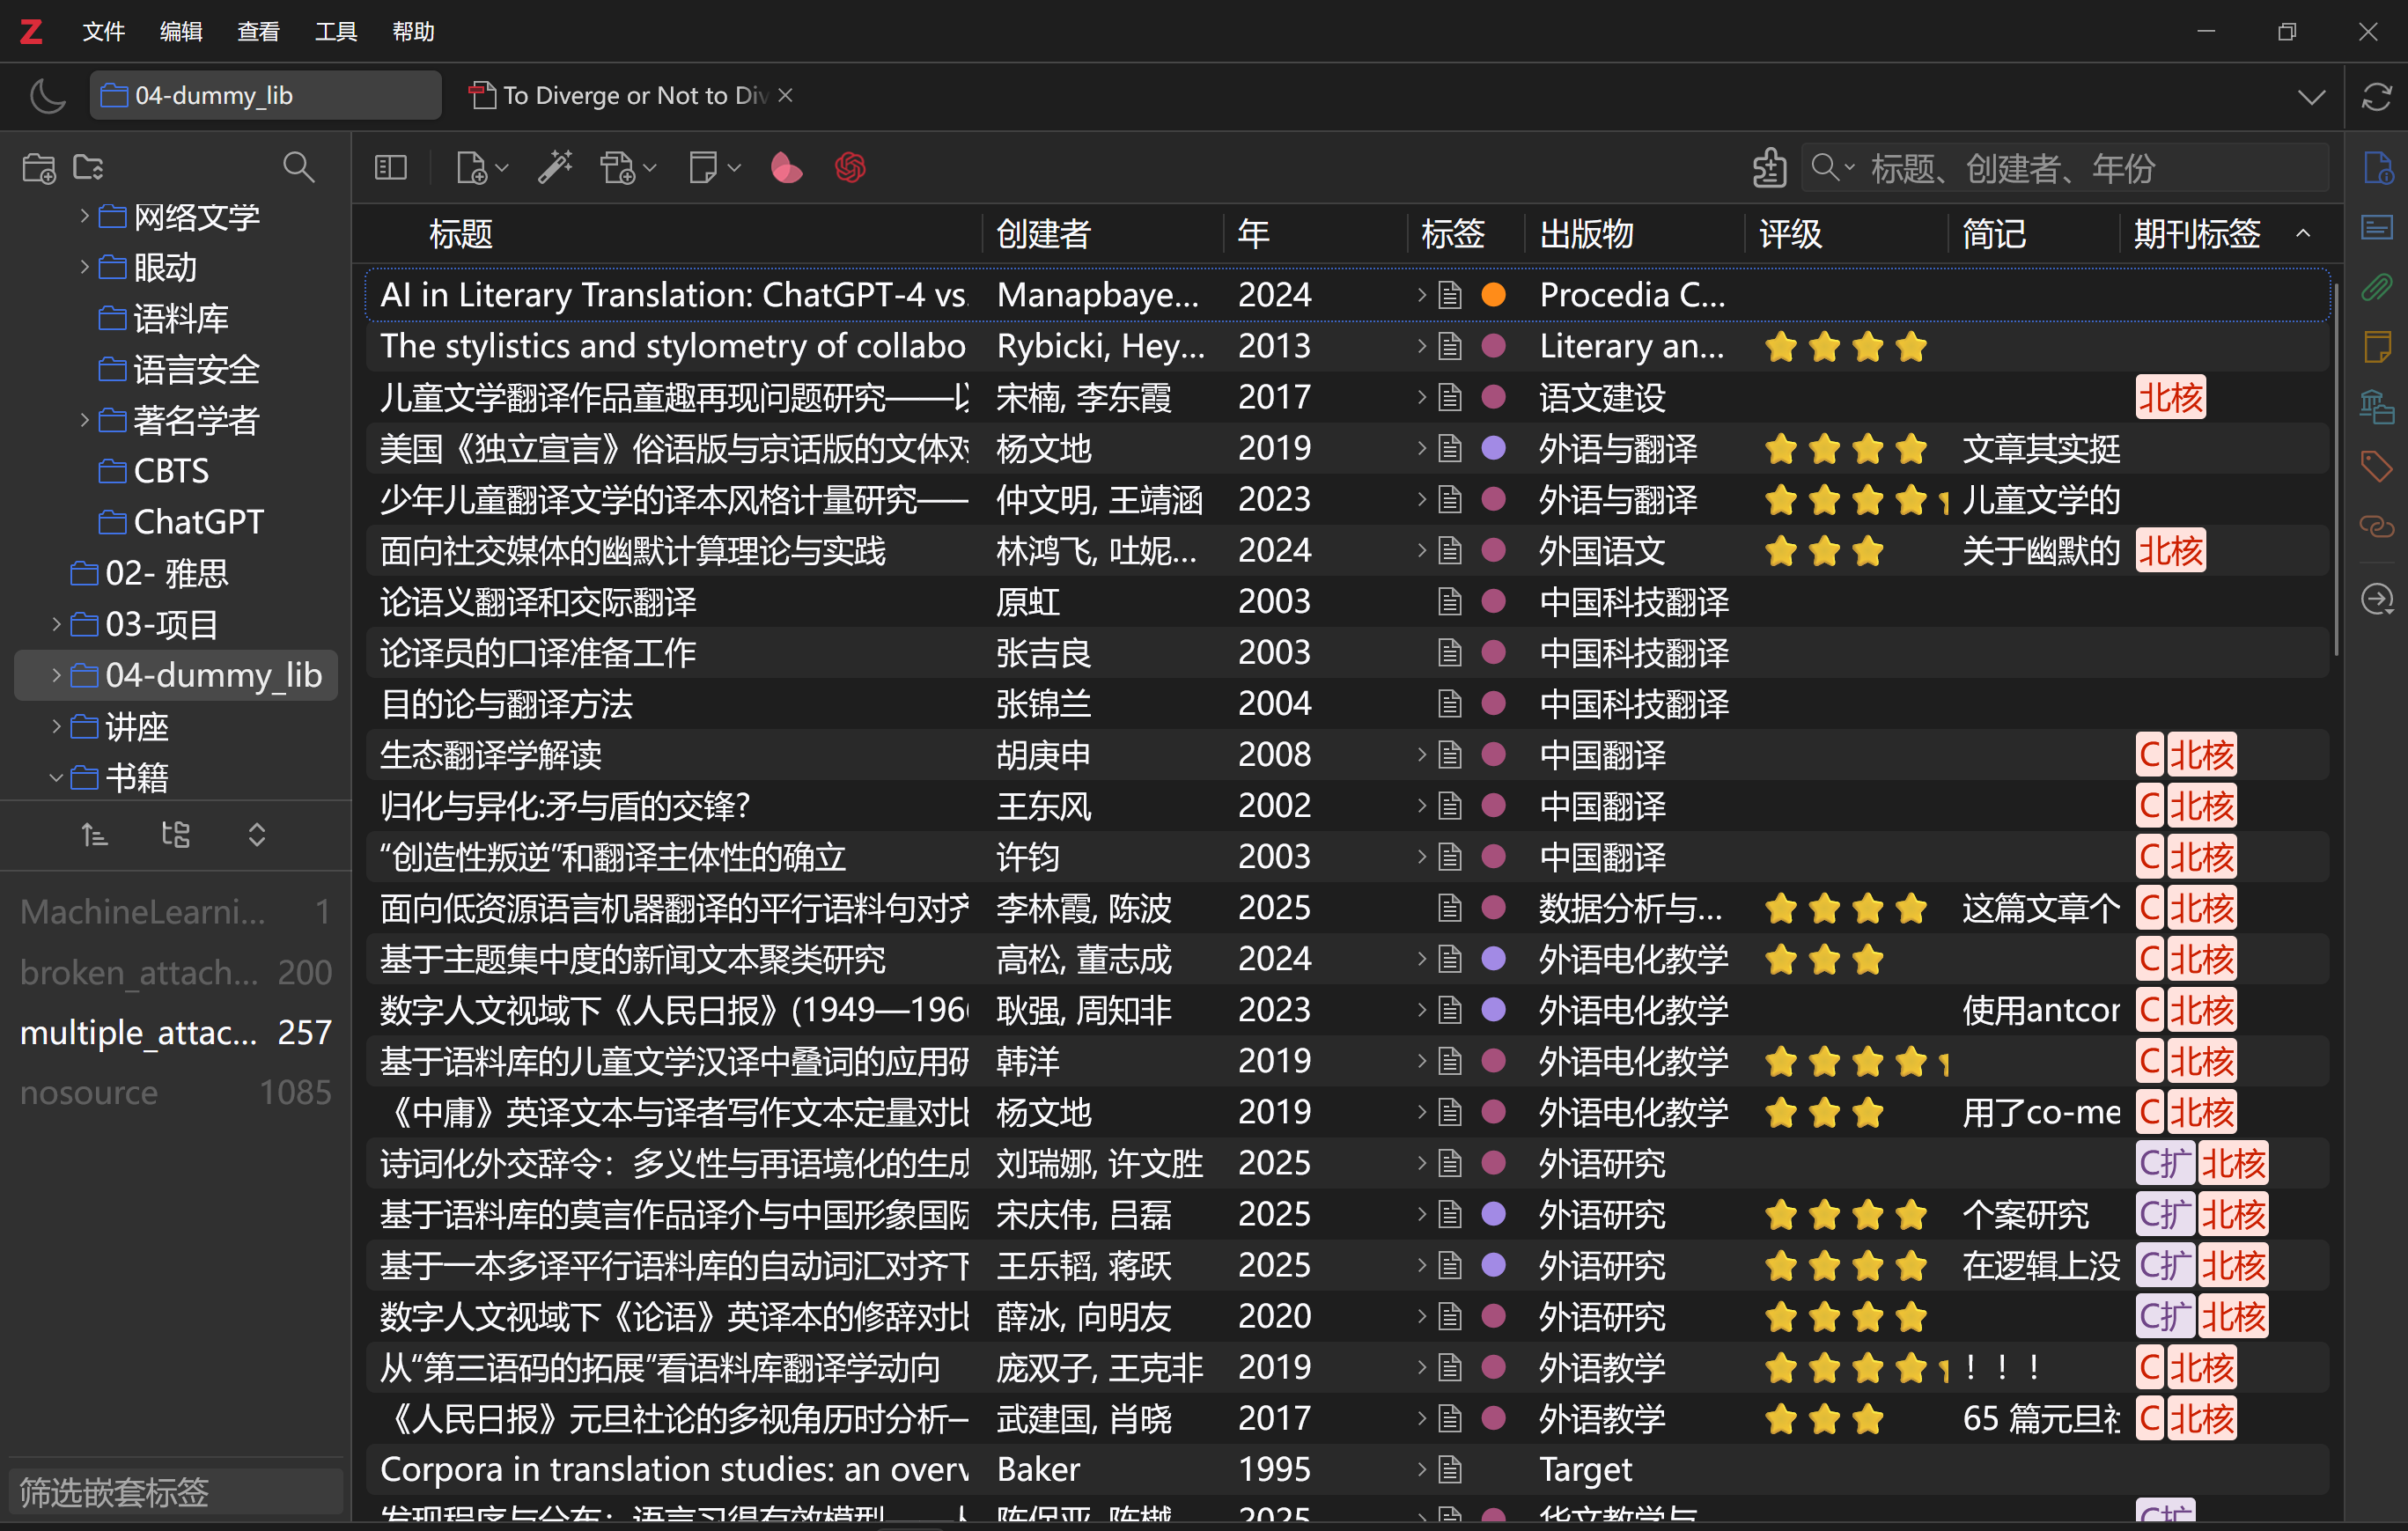 Z 文件 编辑 查看 工具 帮助
04-dummy_lib
To Diverge or Not to Div
网络文学
眼动
语料库
语言安全
著名学者
CBTS
ChatGPT
02- 雅思
03-项目
04-dummy_lib
讲座
书籍
MachineLearni... 1
broken_attach... 200
multiple_attac... 257
nosource 1085
筛选嵌套标签
标题、创建者、年份
标题 创建者 年 标签 出版物 评级 简记 期刊标签
AI in Literary Translation: ChatGPT-4 vs. Manapbaye... 2024 Procedia C...
The stylistics and stylometry of collabo Rybicki, Hey... 2013 Literary an...
儿童文学翻译作品童趣再现问题研究——以 宋楠, 李东霞 2017 语文建设 北核
美国《独立宣言》俗语版与京话版的文体对 杨文地 2019 外语与翻译 文章其实挺
少年儿童翻译文学的译本风格计量研究—— 仲文明, 王靖涵 2023 外语与翻译 儿童文学的
面向社交媒体的幽默计算理论与实践 林鸿飞, 吐妮... 2024 外国语文 关于幽默的 北核
论语义翻译和交际翻译 原虹 2003 中国科技翻译
论译员的口译准备工作 张吉良 2003 中国科技翻译
目的论与翻译方法 张锦兰 2004 中国科技翻译
生态翻译学解读 胡庚申 2008 中国翻译 C 北核
归化与异化:矛与盾的交锋? 王东风 2002 中国翻译 C 北核
“创造性叛逆”和翻译主体性的确立 许钧 2003 中国翻译 C 北核
面向低资源语言机器翻译的平行语料句对齐 李林霞, 陈波 2025 数据分析与... 这篇文章个 C 北核
基于主题集中度的新闻文本聚类研究 高松, 董志成 2024 外语电化教学 C 北核
数字人文视域下《人民日报》(1949—1966 耿强, 周知非 2023 外语电化教学 使用antcor C 北核
基于语料库的儿童文学汉译中叠词的应用研 韩洋 2019 外语电化教学 C 北核
《中庸》英译文本与译者写作文本定量对比 杨文地 2019 外语电化教学 用了co-me C 北核
诗词化外交辞令：多义性与再语境化的生成 刘瑞娜, 许文胜 2025 外语研究 C扩 北核
基于语料库的莫言作品译介与中国形象国际 宋庆伟, 吕磊 2025 外语研究 个案研究 C扩 北核
基于一本多译平行语料库的自动词汇对齐下 王乐韬, 蒋跃 2025 外语研究 在逻辑上没 C扩 北核
数字人文视域下《论语》英译本的修辞对比 薛冰, 向明友 2020 外语研究 C扩 北核
从“第三语码的拓展”看语料库翻译学动向 庞双子, 王克非 2019 外语教学 ！！！ C 北核
《人民日报》元旦社论的多视角历时分析— 武建国, 肖晓 2017 外语教学 65 篇元旦社 C 北核
Corpora in translation studies: an overv Baker 1995 Target
发现程序与分布：语言习得有效模型 2025 华文教学与 C扩